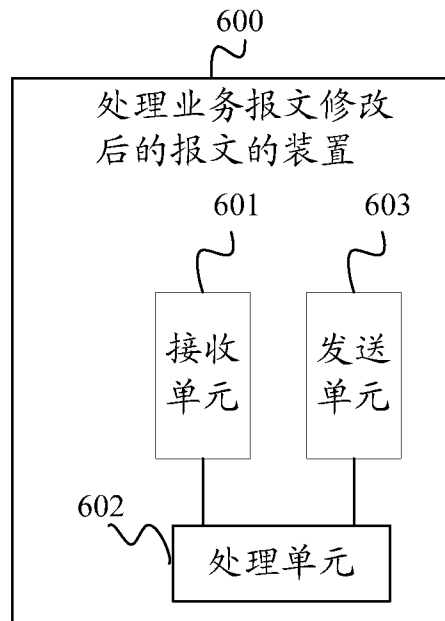 600
处理业务报文修改
后的报文的装置
601
603
接收
单元
发送
单元
602
处理单元